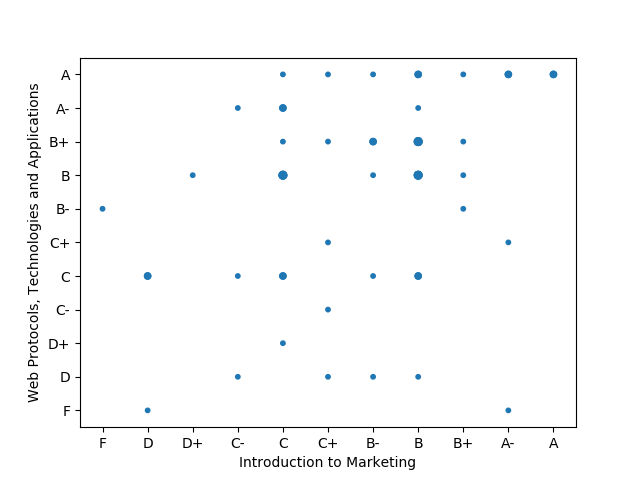 Web Protocols, Technologies and Applications
A
A-
B+
B
B-
C+
C
C-
D+
D
F
F D D+ C- C C+ B- B B+ A- A
Introduction to Marketing